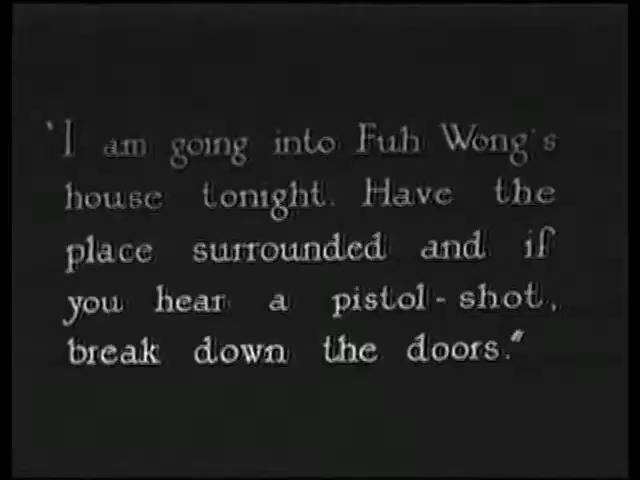 "I am going into Fuh Wong's
house tonight. Have the
place surrounded and if
you hear a pistol-shot,
break down the doors."